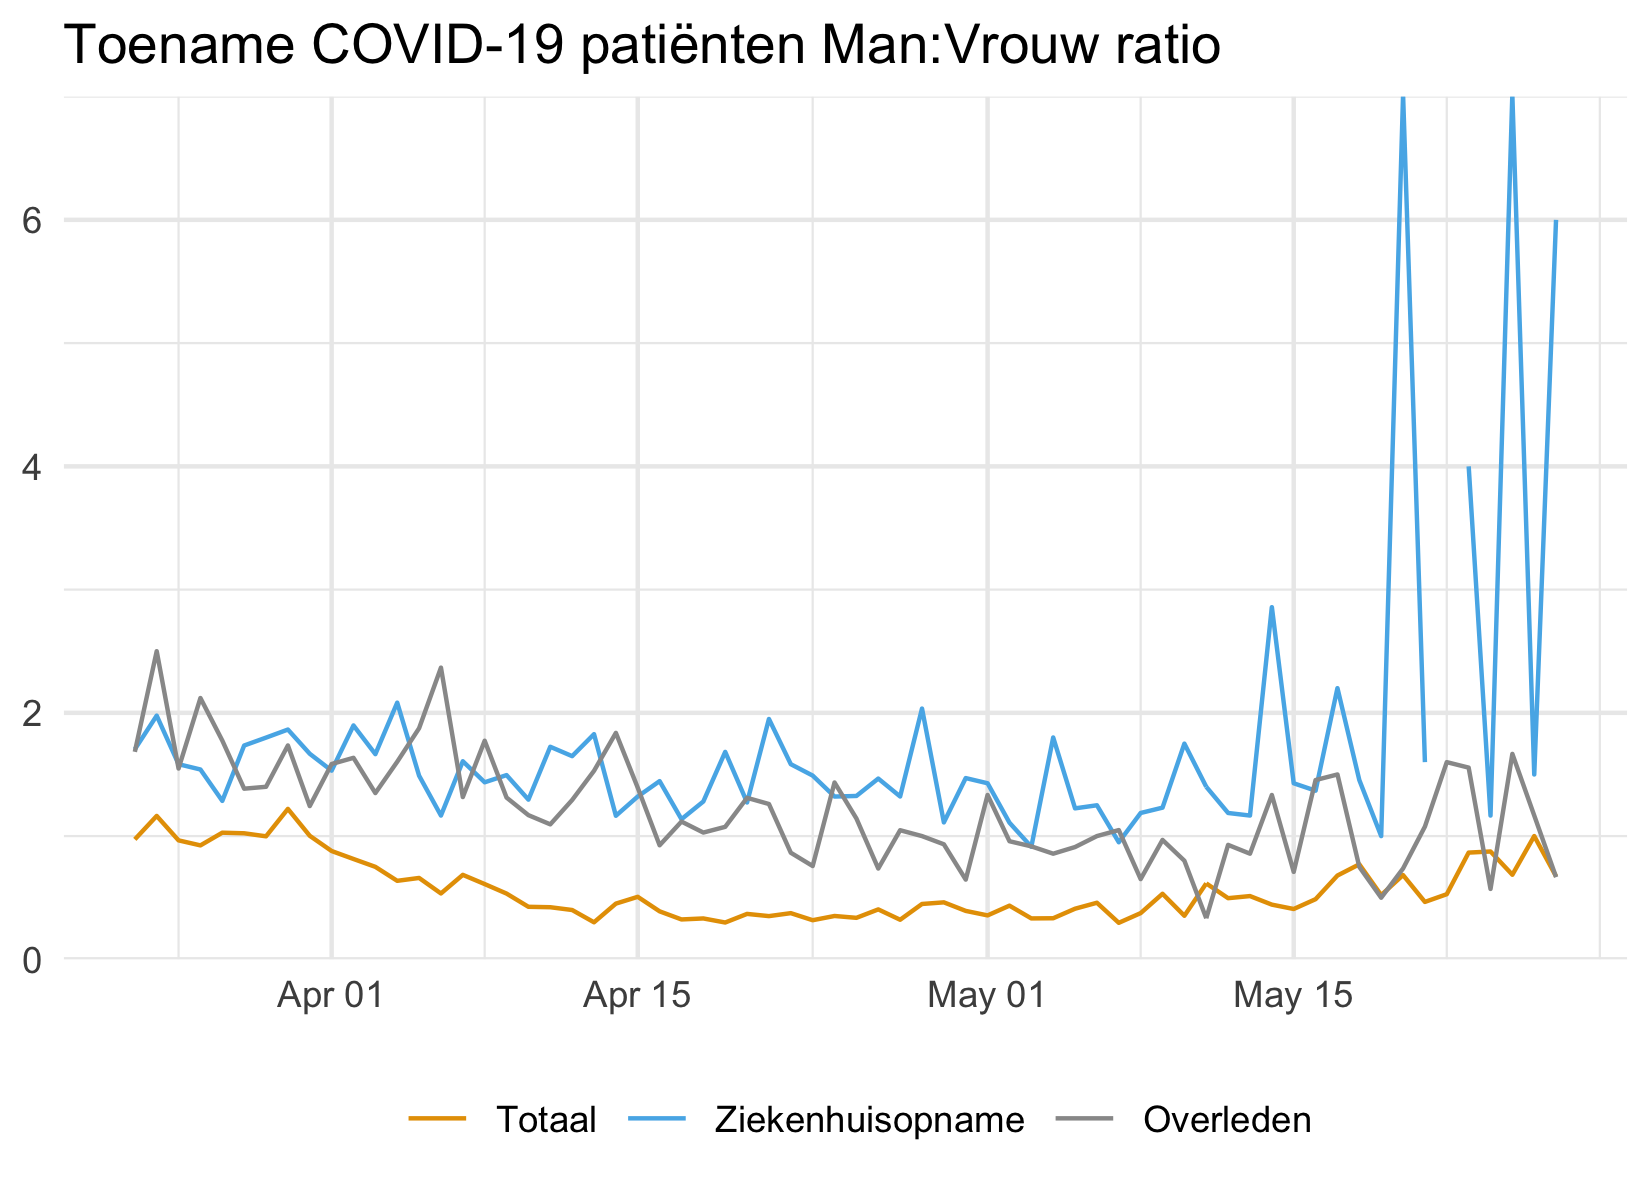 Toename COVID-19 patiënten Man:Vrouw ratio
6
4
2
0
Apr 01 Apr 15 May 01 May 15
Totaal Ziekenhuisopname Overleden